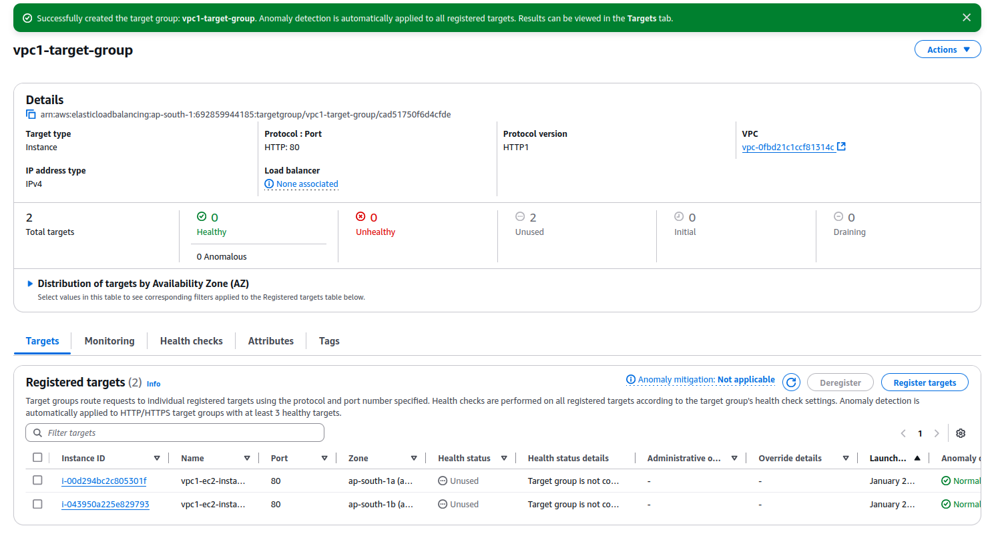 Successfully created the target group: vpc1-target-group. Anomaly detection is automatically applied to all registered targets. Results can be viewed in the Targets tab.
vpc1-target-group
Actions
Details
arn:aws:elasticloadbalancing:ap-south-1:692859944185:targetgroup/vpc1-target-group/cad51750f6d4cfde
Target type
Instance
Protocol : Port
HTTP: 80
Protocol version
HTTP1
VPC
vpc-0fbd21c1ccf81314c
IP address type
IPv4
Load balancer
None associated
2
Total targets
0
Healthy
0 Anomalous
0
Unhealthy
2
Unused
0
Initial
0
Draining
Distribution of targets by Availability Zone (AZ)
Select values in this table to see corresponding filters applied to the Registered targets table below.
Targets Monitoring Health checks Attributes Tags
Registered targets (2) Info
Anomaly mitigation: Not applicable
Deregister
Register targets
Target groups route requests to individual registered targets using the protocol and port number specified. Health checks are performed on all registered targets according to the target group's health check settings. Anomaly detection is
automatically applied to HTTP/HTTPS target groups with at least 3 healthy targets.
Filter targets
1
Instance ID Name Port Zone Health status Health status details Administrative o... Override details Launch... Anomaly
i-00d294bc2c805301f vpc1-ec2-insta... 80 ap-south-1a (a... Unused Target group is not co... - - January 2... Normal
i-043950a225e829793 vpc1-ec2-insta... 80 ap-south-1b (a... Unused Target group is not co... - - January 2... Normal